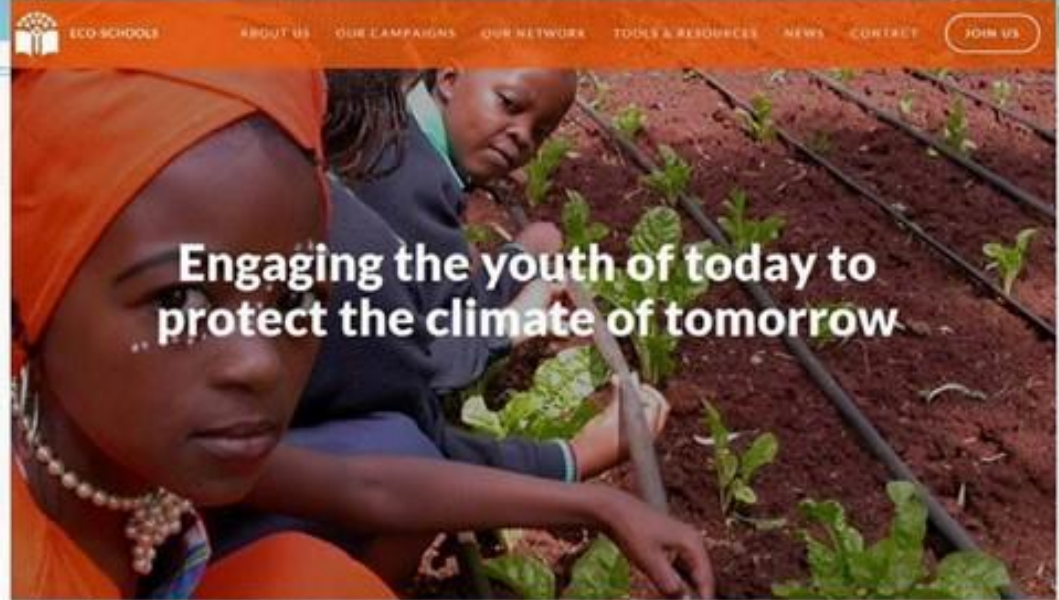 ECO-SCHOOLS ABOUT US OUR CAMPAIGNS OUR NETWORK TOOLS & RESOURCES NEWS CONTACT JOIN US
Engaging the youth of today to
protect the climate of tomorrow